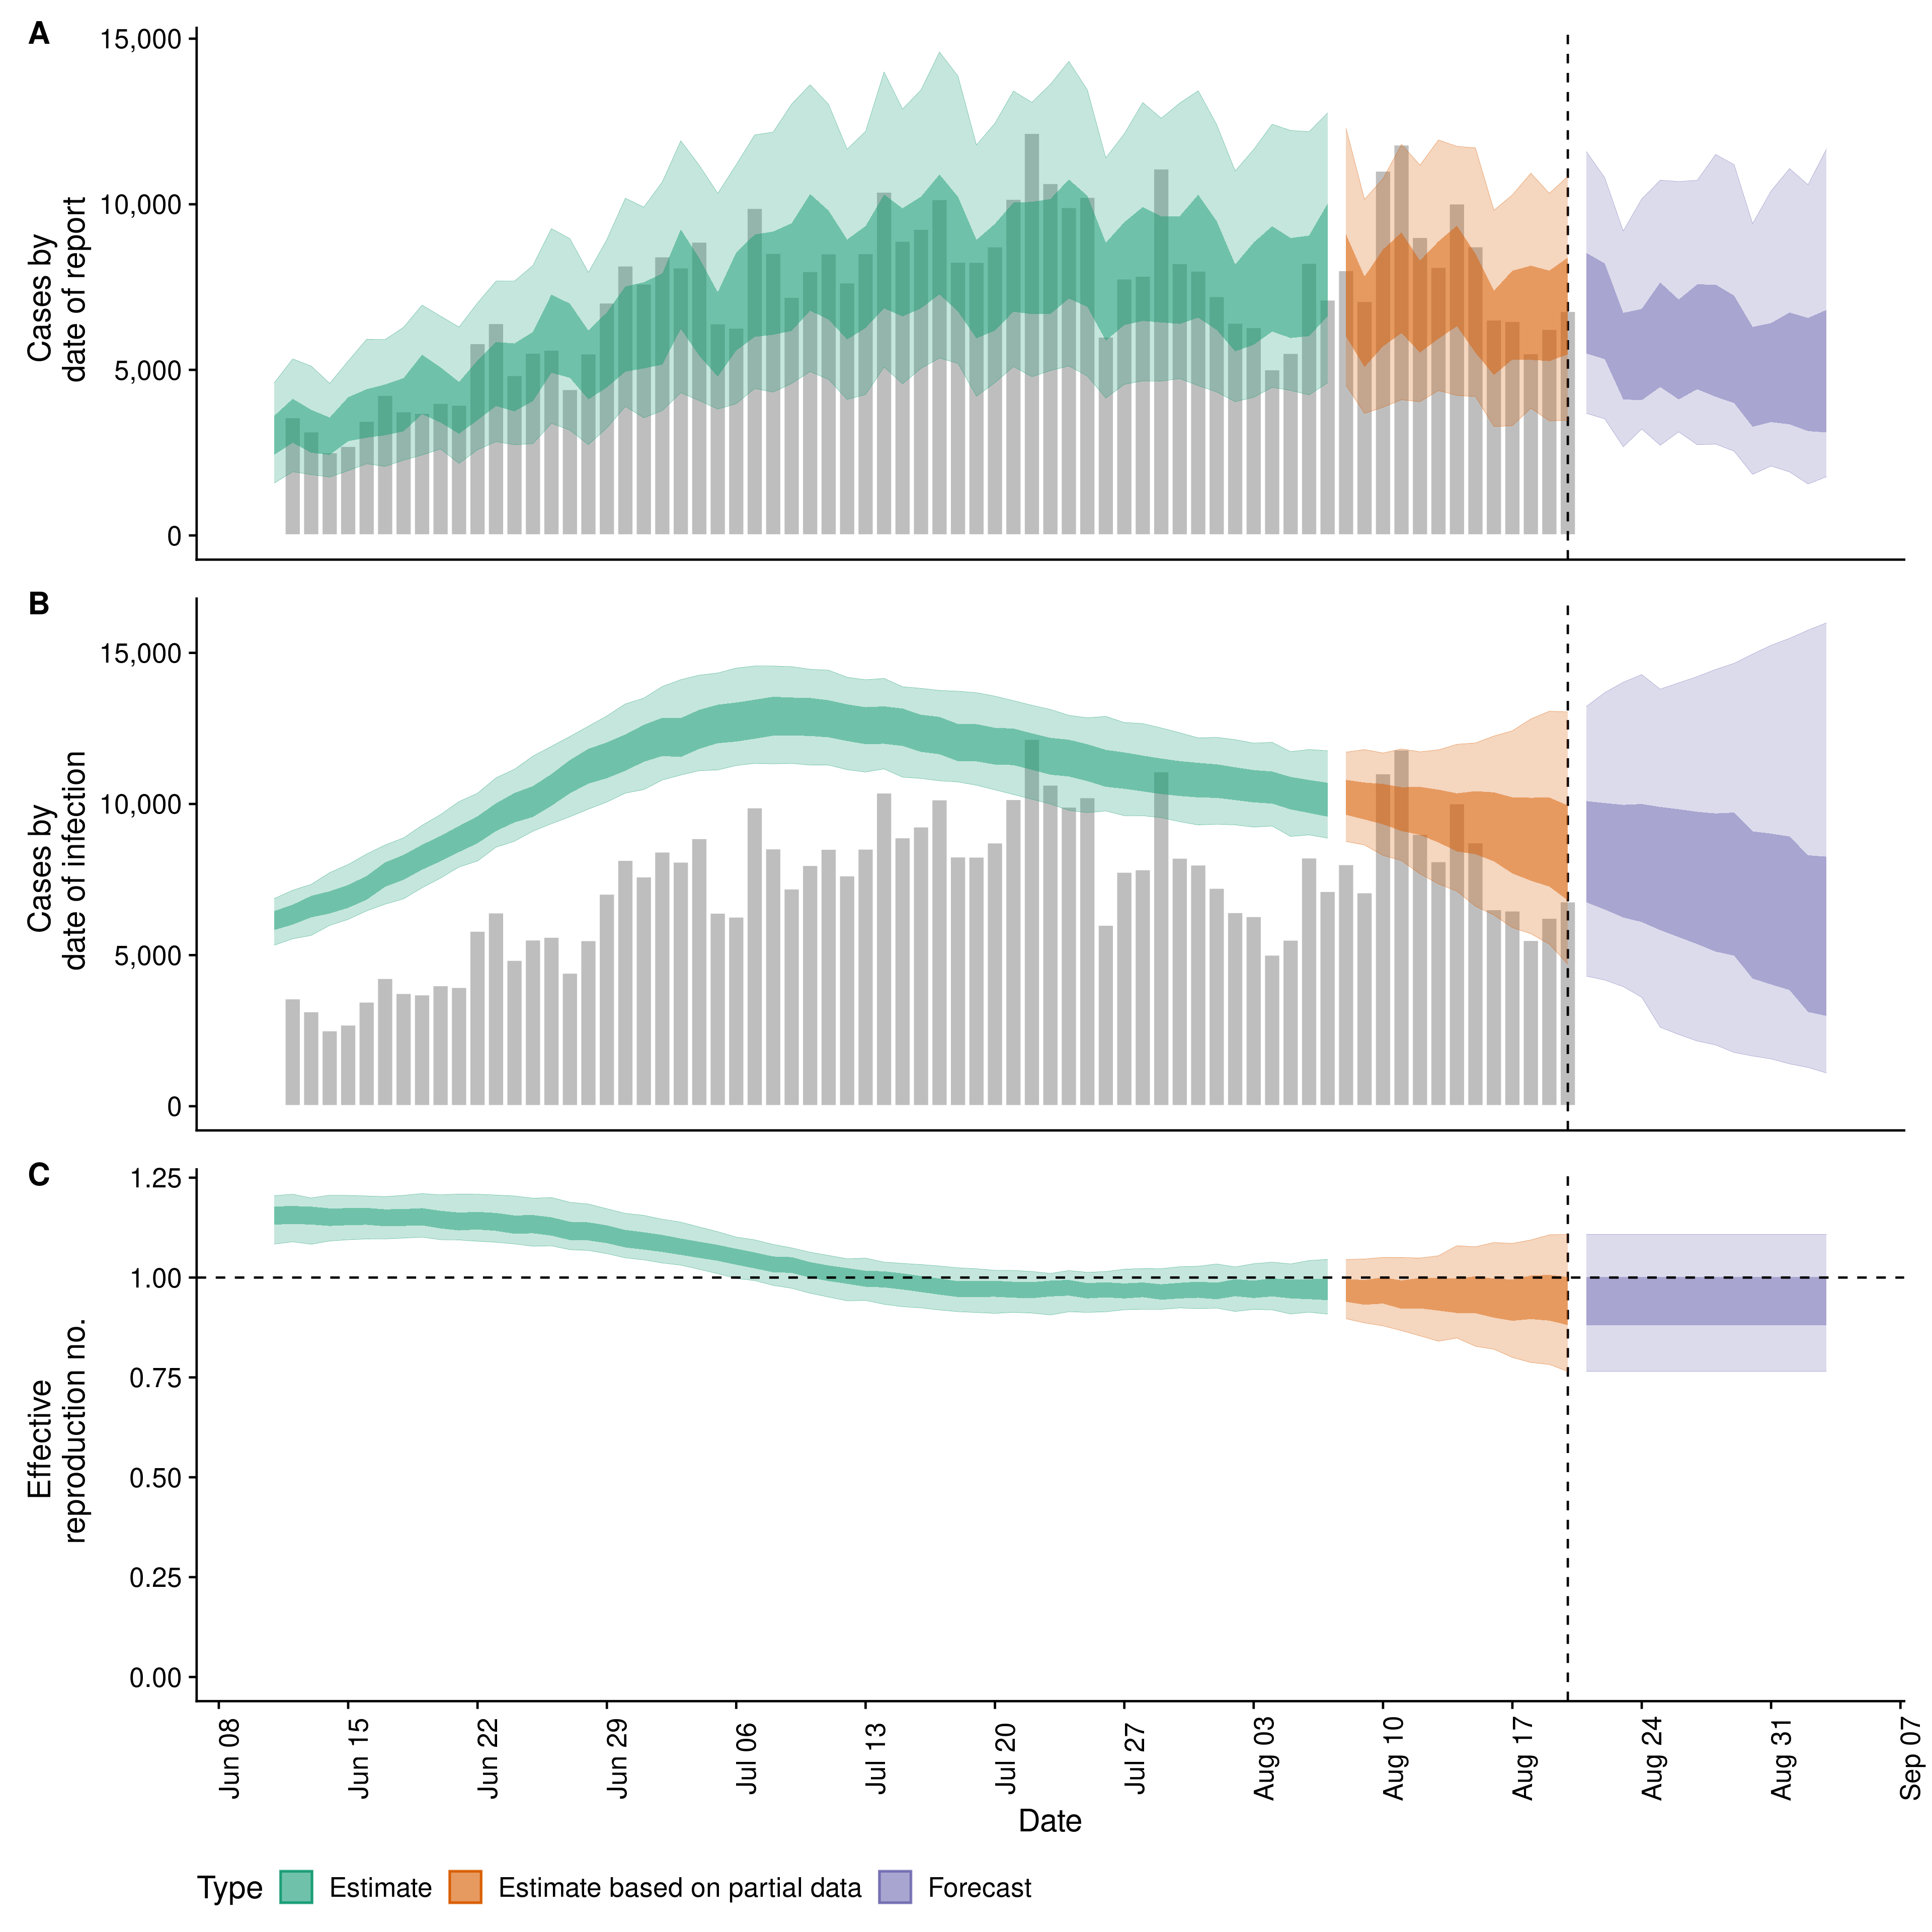 A
Cases by
date of report
15,000
10,000
5,000
0
B
Cases by
date of infection
15,000
10,000
5,000
0
C
Effective
reproduction no.
1.25
1.00
0.75
0.50
0.25
0.00
Jun 08
Jun 15
Jun 22
Jun 29
Jul 06
Jul 13
Jul 20
Jul 27
Aug 03
Aug 10
Aug 17
Aug 24
Aug 31
Sep 07
Date
Type Estimate Estimate based on partial data Forecast